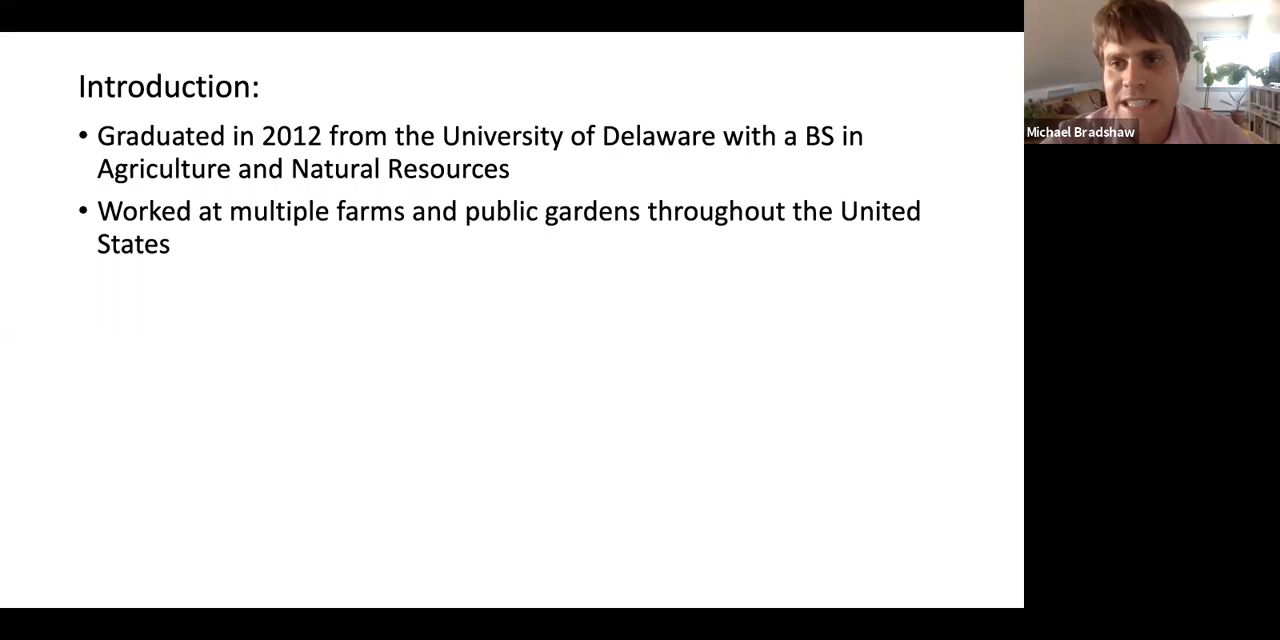 Introduction:
• Graduated in 2012 from the University of Delaware with a BS in
Agriculture and Natural Resources
• Worked at multiple farms and public gardens throughout the United
States
Michael Bradshaw